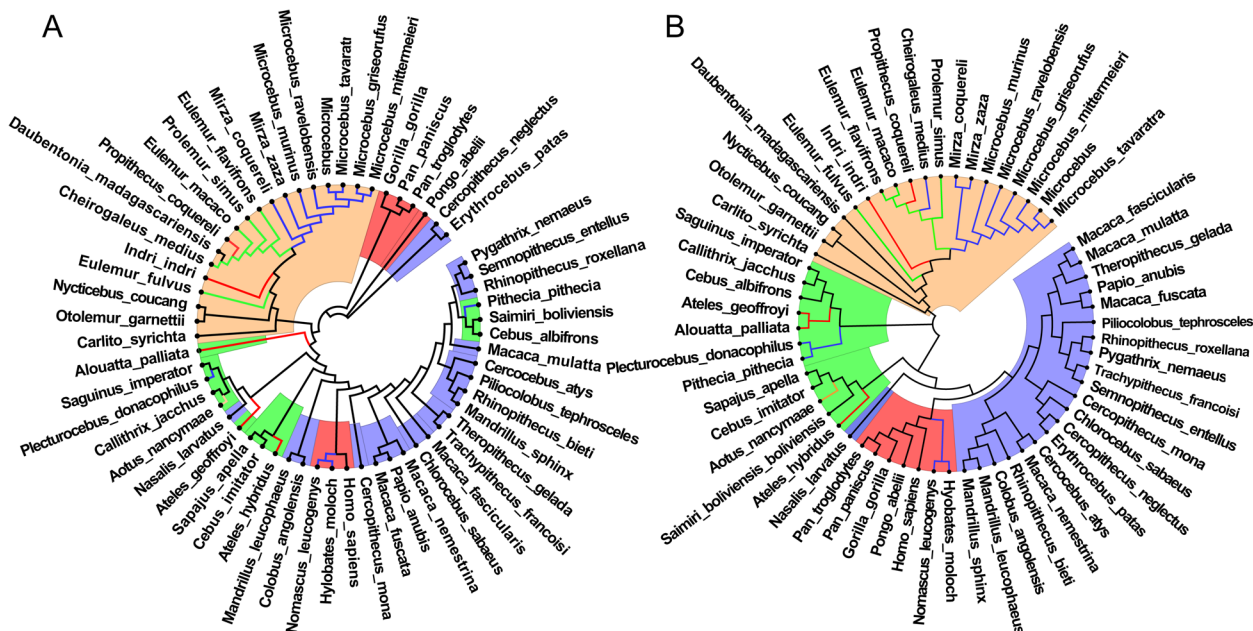 A
Daubentonia_madagascariensis
Propithecus_coquereli
Cheirogaleus_medius
Indri_indri
Eulemur_fulvus
Nycticebus_coucang
Otolemur_garnettii
Carlito_syrichta
Alouatta_palliata
Saguinus_imperator
Plecturocebus_donacophilus
Callithrix_jacchus
Aotus_nancymaae
Nasalis_larvatus
Ateles_geoffroyi
Sapajus_apella
Cebus_imitator
Ateles_hybridus
Mandrillus_leucophaeus
Colobus_angolensis
Nomascus_leucogenys
Hylobates_moloch
Homo_sapiens
Cercopithecus_mona
Macaca_fuscata
Papio_anubis
Macaca_nemestrina
Chlorocebus_sabaeus
Macaca_fascicularis
Trachypithecus_francoisi
Theropithecus_gelada
Mandrillus_sphinx
Rhinopithecus_bieti
Piliocolobus_tephrosceles
Cercocebus_atys
Macaca_mulatta
Cebus_albifrons
Saimiri_boliviensis
Pithecia_pithecia
Rhinopithecus_roxellana
Semnopithecus_entellus
Pygathrix_nemaeus
Erythrocebus_patas
Cercopithecus_neglectus
Pongo_abelii
Pan_troglodytes
Pan_paniscus
Gorilla_gorilla
Microcebus_mittermeieri
Microcebus_griseorufus
Microcebus_tavaratr
Microcebus
Microcebus_ravelobensis
Microcebus_murinus
Mirza_zaza
Mirza_coquereli
Eulemur_flavifrons
Prolemur_simus
Eulemur_macaco
B
Daubentonia_madagascariensis
Nycticebus_coucang
Otolemur_garnettii
Carlito_syrichta
Saguinus_imperator
Callithrix_jacchus
Cebus_albifrons
Ateles_geoffroyi
Alouatta_palliata
Plecturocebus_donacophilus
Pithecia_pithecia
Sapajus_apella
Cebus_imitator
Aotus_nancymaae
Saimiri_boliviensis_boliviensis
Ateles_hybridus
Nasalis_larvatus
Pan_troglodytes
Pan_paniscus
Gorilla_gorilla
Pongo_abelii
Homo_sapiens
Nomascus_leucogenys
Hylobates_moloch
Mandrillus_sphinx
Mandrillus_leucophaeus
Colobus_angolensis
Rhinopithecus_bieti
Macaca_nemestrina
Cercocebus_atys
Erythrocebus_patas
Cercopithecus_neglectus
Chlorocebus_sabaeus
Cercopithecus_mona
Semnopithecus_entellus
Trachypithecus_francoisi
Pygathrix_nemaeus
Rhinopithecus_roxellana
Piliocolobus_tephrosceles
Macaca_fuscata
Papio_anubis
Theropithecus_gelada
Macaca_mulatta
Macaca_fascicularis
Microcebus_tavaratra
Microcebus
Microcebus_mittermeieri
Microcebus_griseorufus
Microcebus_ravelobensis
Microcebus_murinus
Mirza_zaza
Mirza_coquereli
Prolemur_simus
Cheirogaleus_medius
Propithecus_coquereli
Eulemur_macaco
Eulemur_flavifrons
Indri_indri
Eulemur_fulvus